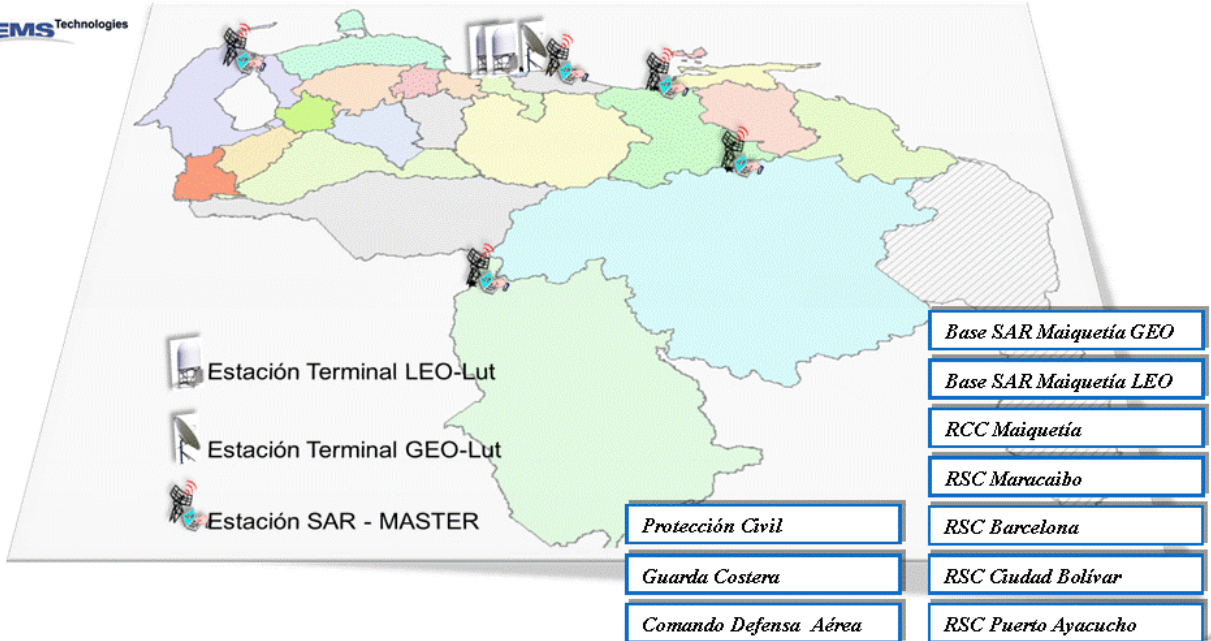 EMS Technologies
Estación Terminal LEO-Lut
Estación Terminal GEO-Lut
Estación SAR - MASTER
Protección Civil
Guarda Costera
Comando Defensa Aérea
Base SAR Maiquetía GEO
Base SAR Maiquetía LEO
RCC Maiquetía
RSC Maracaibo
RSC Barcelona
RSC Ciudad Bolívar
RSC Puerto Ayacucho